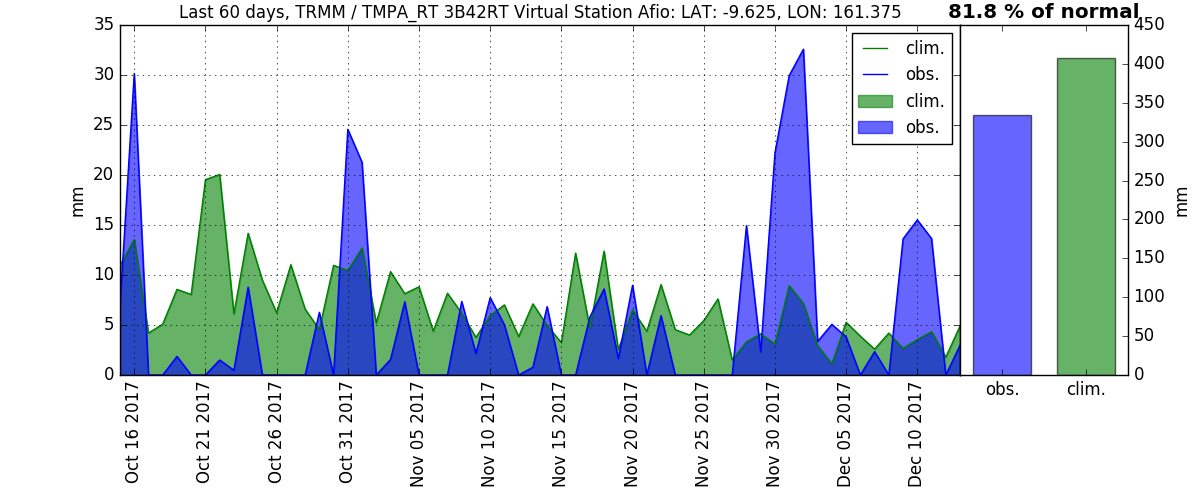 Last 60 days, TRMM / TMPA_RT 3B42RT Virtual Station Afio: LAT: -9.625, LON: 161.375
81.8 % of normal
35
30
25
20
15
10
5
0
mm
clim.
obs.
clim.
obs.
450
400
350
300
250
200
150
100
50
0
mm
Oct 16 2017
Oct 21 2017
Oct 26 2017
Oct 31 2017
Nov 05 2017
Nov 10 2017
Nov 15 2017
Nov 20 2017
Nov 25 2017
Nov 30 2017
Dec 05 2017
Dec 10 2017
obs.
clim.